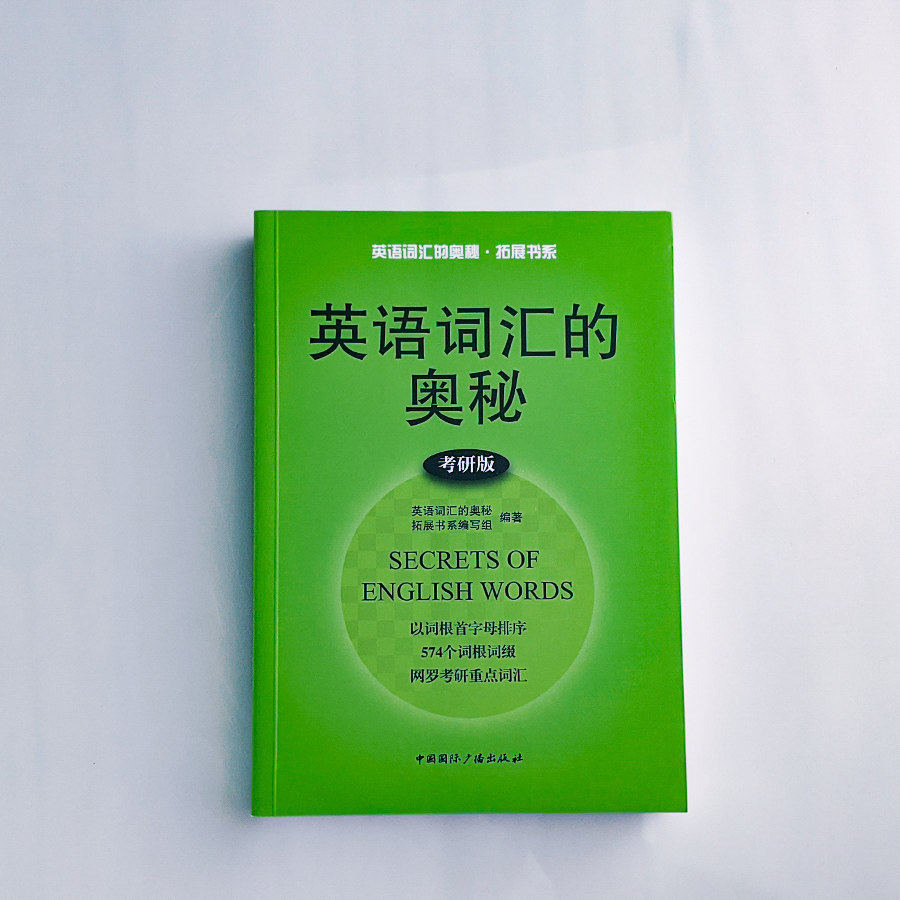 英语词汇的奥秘·拓展书系
英语词汇的
奥秘
考研版
英语词汇的奥秘
拓展书系编写组 编著
SECRETS OF
ENGLISH WORDS
以词根首字母排序
574个词根词缀
网罗考研重点词汇
中国国际广播出版社